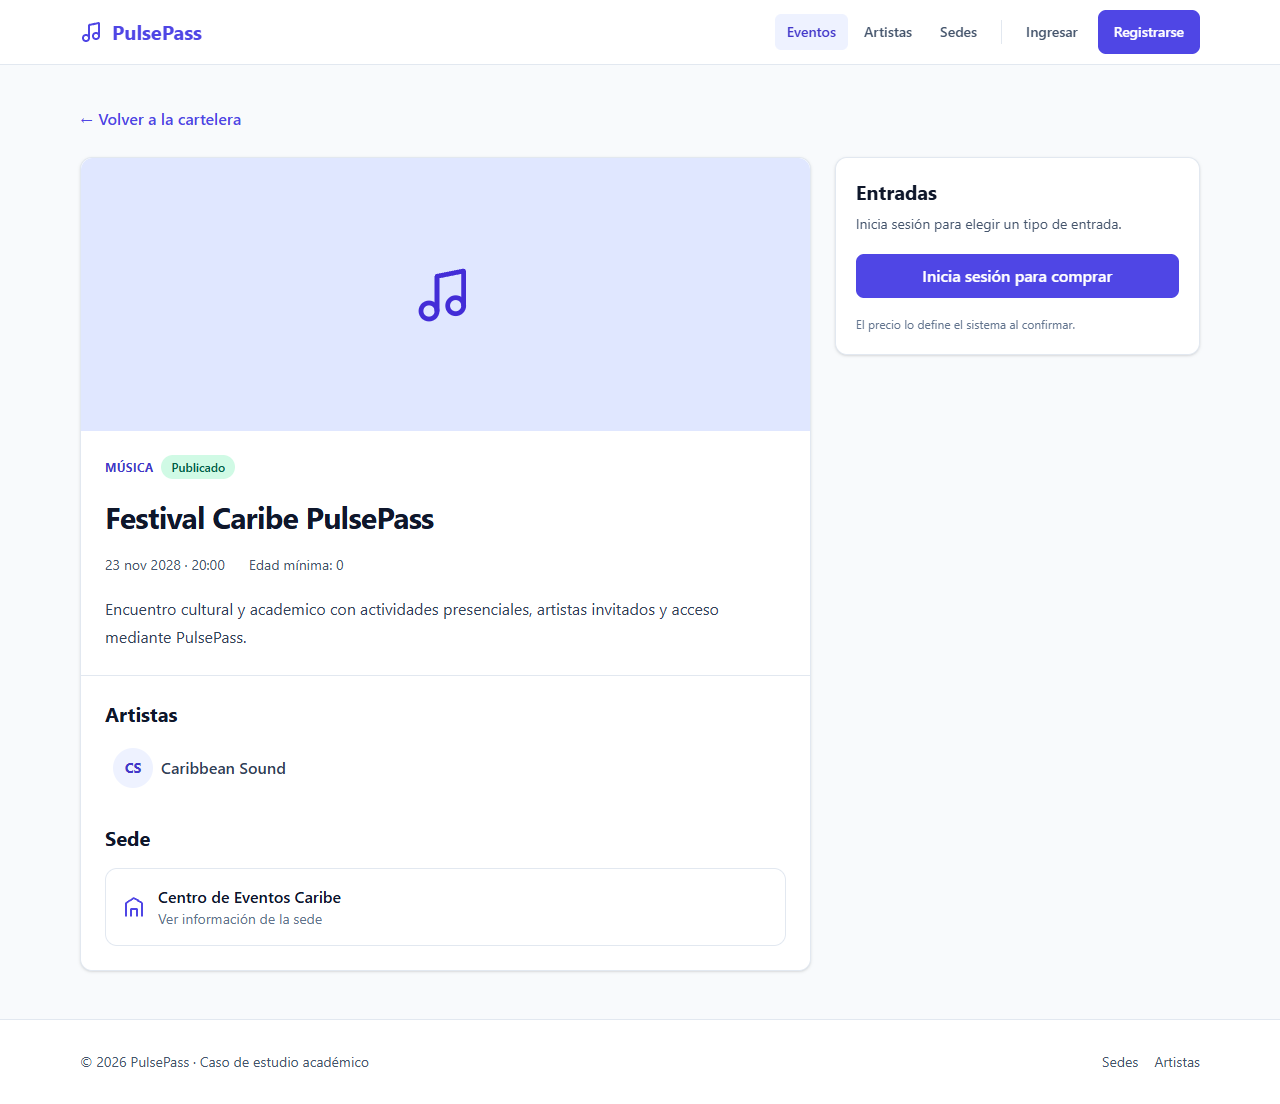 PulsePass
Eventos
Artistas
Sedes
Ingresar
Registrarse
← Volver a la cartelera
MÚSICA
Publicado
Festival Caribe PulsePass
23 nov 2028 · 20:00
Edad mínima: 0
Encuentro cultural y academico con actividades presenciales, artistas invitados y acceso
mediante PulsePass.
Artistas
CS
Caribbean Sound
Sede
Centro de Eventos Caribe
Ver información de la sede
Entradas
Inicia sesión para elegir un tipo de entrada.
Inicia sesión para comprar
El precio lo define el sistema al confirmar.
© 2026 PulsePass · Caso de estudio académico
Sedes
Artistas